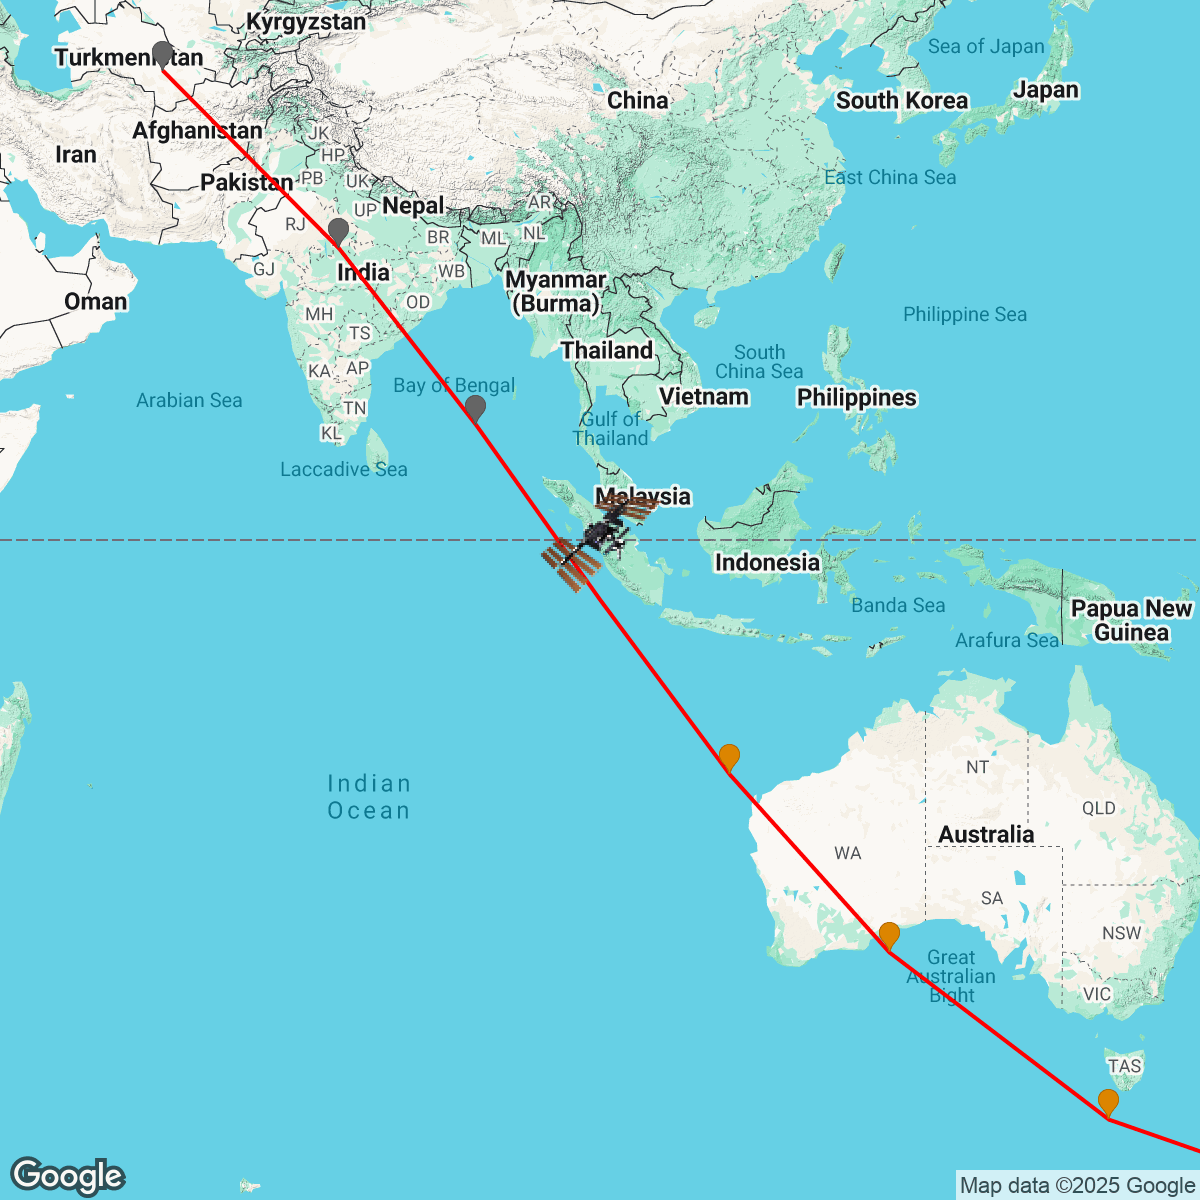 Kyrgyzstan
Sea of Japan
Turkmenistan
Japan
China
South Korea
Afghanistan
JK
Iran
HP
East China Sea
PB
Pakistan
UK
AR
Nepal
UP
RJ
NL
BR
ML
GJ
India
WB
Myanmar
(Burma)
Oman
OD
MH
Philippine Sea
TS
Thailand
South
China Sea
KA
AP
Bay of Bengal
Vietnam
Philippines
Arabian Sea
TN
Gulf of
Thailand
KL
Laccadive Sea
Malaysia
Indonesia
Banda Sea
Papua New
Guinea
Arafura Sea
NT
Indian
Ocean
QLD
Australia
WA
SA
NSW
Great
Australian
Bight
VIC
TAS
Google
Map data ©2025 Google